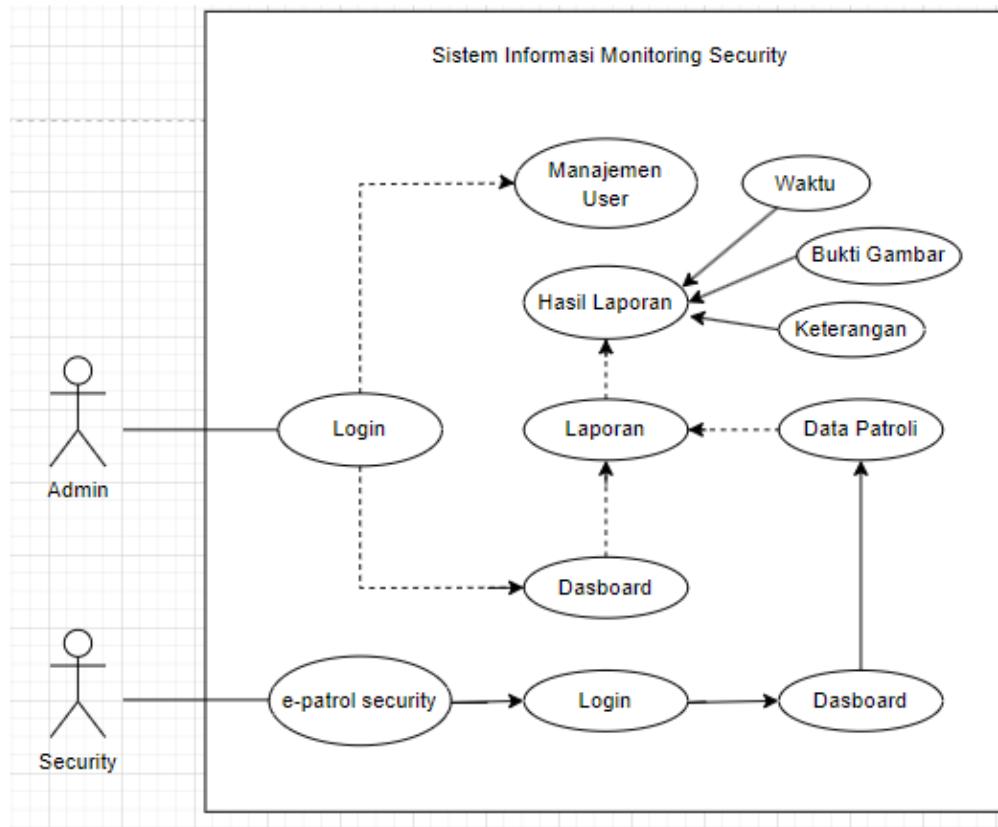 Sistem Informasi Monitoring Security
Manajemen
User
Waktu
Bukti Gambar
Hasil Laporan
Keterangan
Login
Laporan
Data Patroli
Admin
Dasboard
e-patrol security
Login
Dasboard
Security